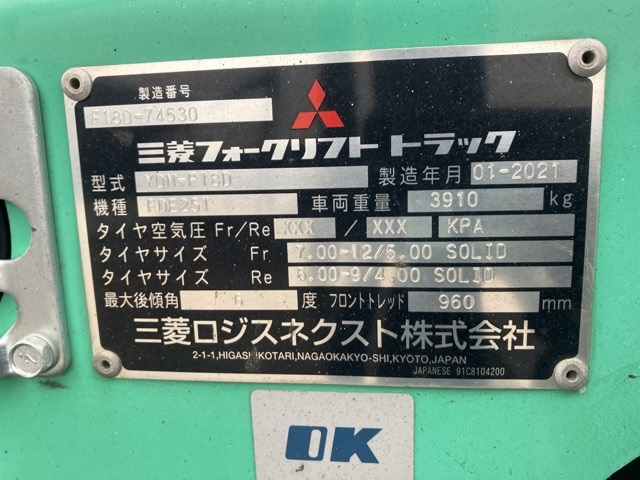 製造番号
F18D-74530
三菱フォークリフト トラック
型式 YDN-F18D 製造年月 01-2021
機種 FDE25T 車両重量 3910 kg
タイヤ空気圧 Fr/Re XXX / XXX KPA
タイヤサイズ Fr 7.00-12/5.00 SOLID
タイヤサイズ Re 6.00-9/4.00 SOLID
最大後傾角 6 度 フロントトレッド 960 mm
三菱ロジスネクスト株式会社
2-1-1,HIGASHIKOTARI,NAGAOKAKYO-SHI,KYOTO,JAPAN
JAPANESE 91C8104200
OK